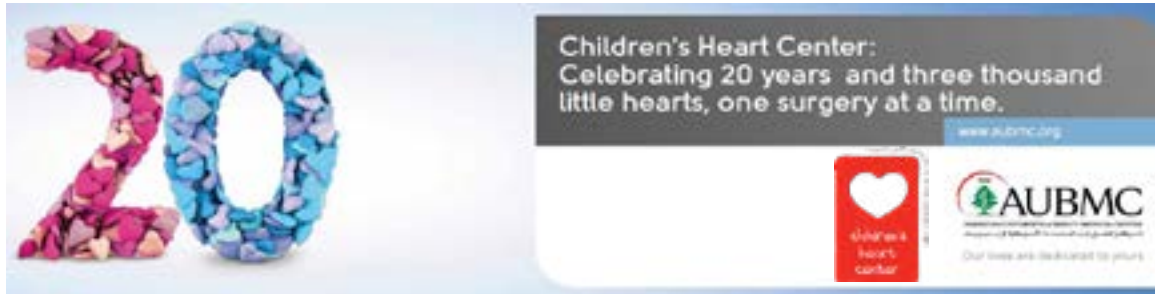 20
Children's Heart Center:
Celebrating 20 years and three thousand
little hearts, one surgery at a time.
www.aubmc.org
children's
heart
center
AUBMC
Our lives are dedicated to yours